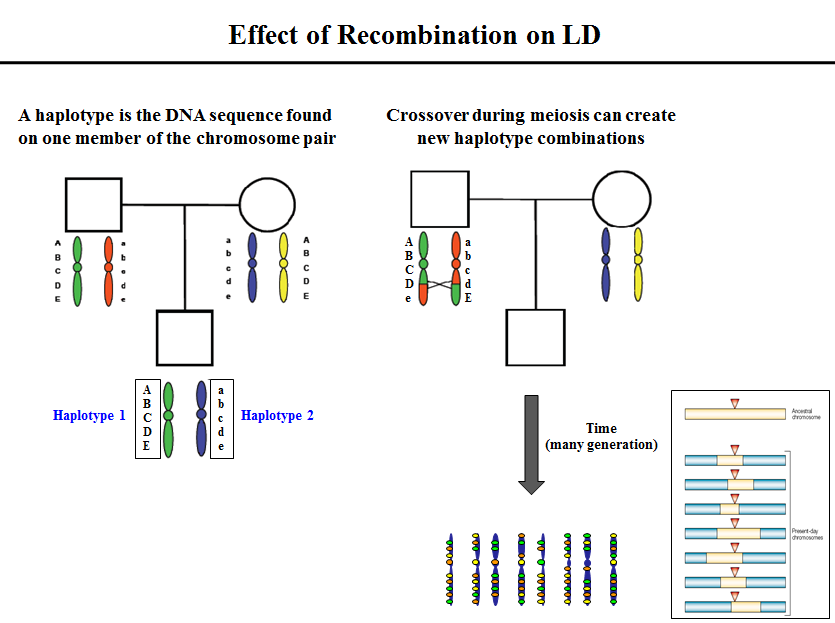 Effect of Recombination on LD
A haplotype is the DNA sequence found
on one member of the chromosome pair
A
B
C
D
E
a
b
c
d
e
a
b
c
d
e
A
B
C
D
E
Haplotype 1
A
B
C
D
E
a
b
c
d
e
Haplotype 2
Crossover during meiosis can create
new haplotype combinations
A
B
C
D
e
a
b
c
d
E
Time
(many generation)
Ancestral
chromosome
Present-day
chromosomes